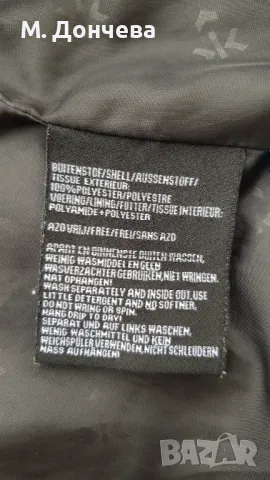 М. Дончева
BUITENSTOF/SHELL/AUSSENSTOFF/
TISSUE EXTERIEUR:
100%POLYESTER/POLYESTRE
VOERING/LINING/FUTTER/TISSUE INTERIEUR:
POLYAMIDE+POLYESTER
AZO VRIJ/FREE/FREI/SANS AZO
APART EN BINNENSTE BUITEN WASSEN,
WEINIG WASMIDDEL EN GEEN
WASVERZACHTER GEBRUIKEN, NIET WRINGEN.
NAT OPHANGEN!
WASH SEPARATELY AND INSIDE OUT. USE
LITTLE DETERGENT AND NO SOFTNER.
DO NOT WRING OR SPIN.
HANG DRIP TO DRY!
SEPARAT UND AUF LINKS WASCHEN.
WENIG WASCHMITTEL UND KEIN
WEICHSPÜLER VERWENDEN, NICHT SCHLEUDERN
NASS AUFHÄNGEN!
bazar.bg